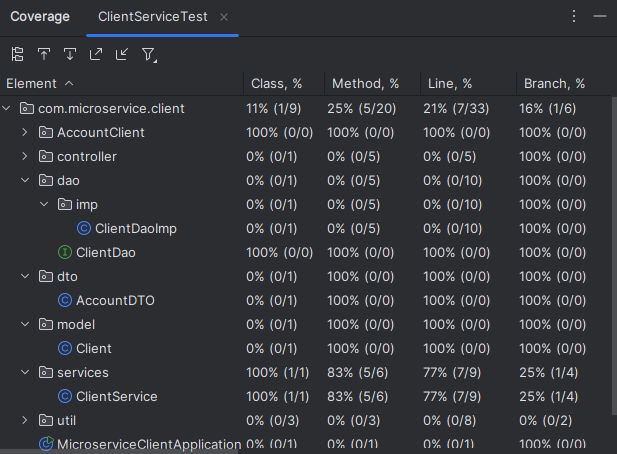 Coverage ClientServiceTest
Element Class, % Method, % Line, % Branch, %
com.microservice.client 11% (1/9) 25% (5/20) 21% (7/33) 16% (1/6)
AccountClient 100% (0/0) 100% (0/0) 100% (0/0) 100% (0/0)
controller 0% (0/1) 0% (0/5) 0% (0/5) 100% (0/0)
dao 0% (0/1) 0% (0/5) 0% (0/10) 100% (0/0)
imp 0% (0/1) 0% (0/5) 0% (0/10) 100% (0/0)
ClientDaoImp 0% (0/1) 0% (0/5) 0% (0/10) 100% (0/0)
ClientDao 100% (0/0) 100% (0/0) 100% (0/0) 100% (0/0)
dto 0% (0/1) 100% (0/0) 100% (0/0) 100% (0/0)
AccountDTO 0% (0/1) 100% (0/0) 100% (0/0) 100% (0/0)
model 0% (0/1) 100% (0/0) 100% (0/0) 100% (0/0)
Client 0% (0/1) 100% (0/0) 100% (0/0) 100% (0/0)
services 100% (1/1) 83% (5/6) 77% (7/9) 25% (1/4)
ClientService 100% (1/1) 83% (5/6) 77% (7/9) 25% (1/4)
util 0% (0/3) 0% (0/3) 0% (0/8) 0% (0/2)
MicroserviceClientApplication 0% (0/1) 0% (0/1) 0% (0/1) 100% (0/0)